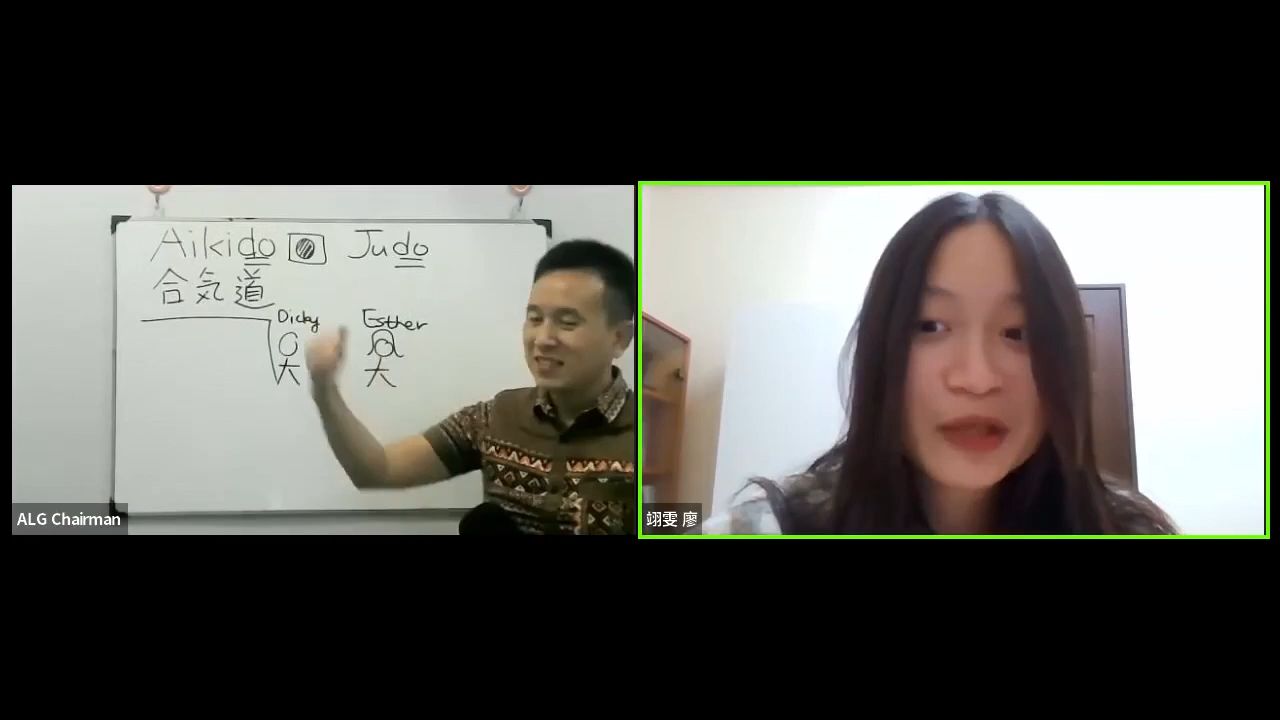 Aikido Judo
合気道
Dicky Esther
ALG Chairman
翊雯 廖